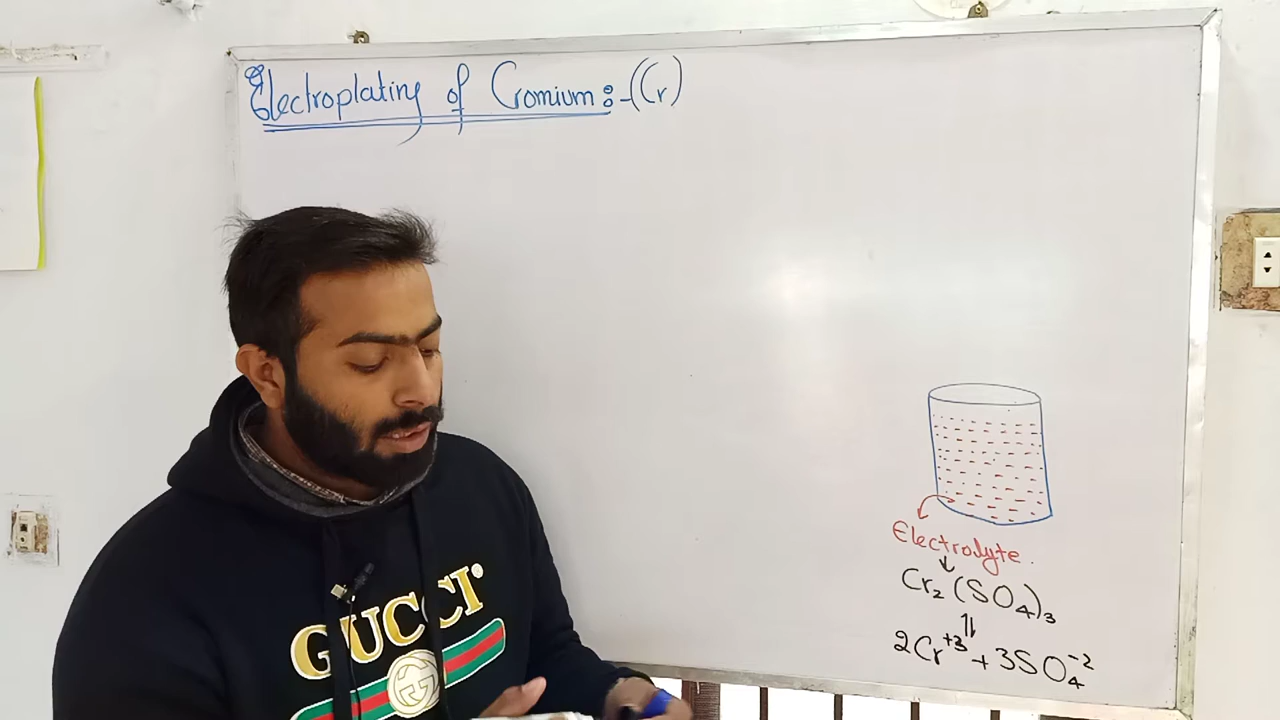 Electroplating of Cromium :-(Cr)
Electrolyte.
↓
Cr₂(SO₄)₃
⇅
2Cr⁺³ + 3SO₄⁻²
GUCCI®